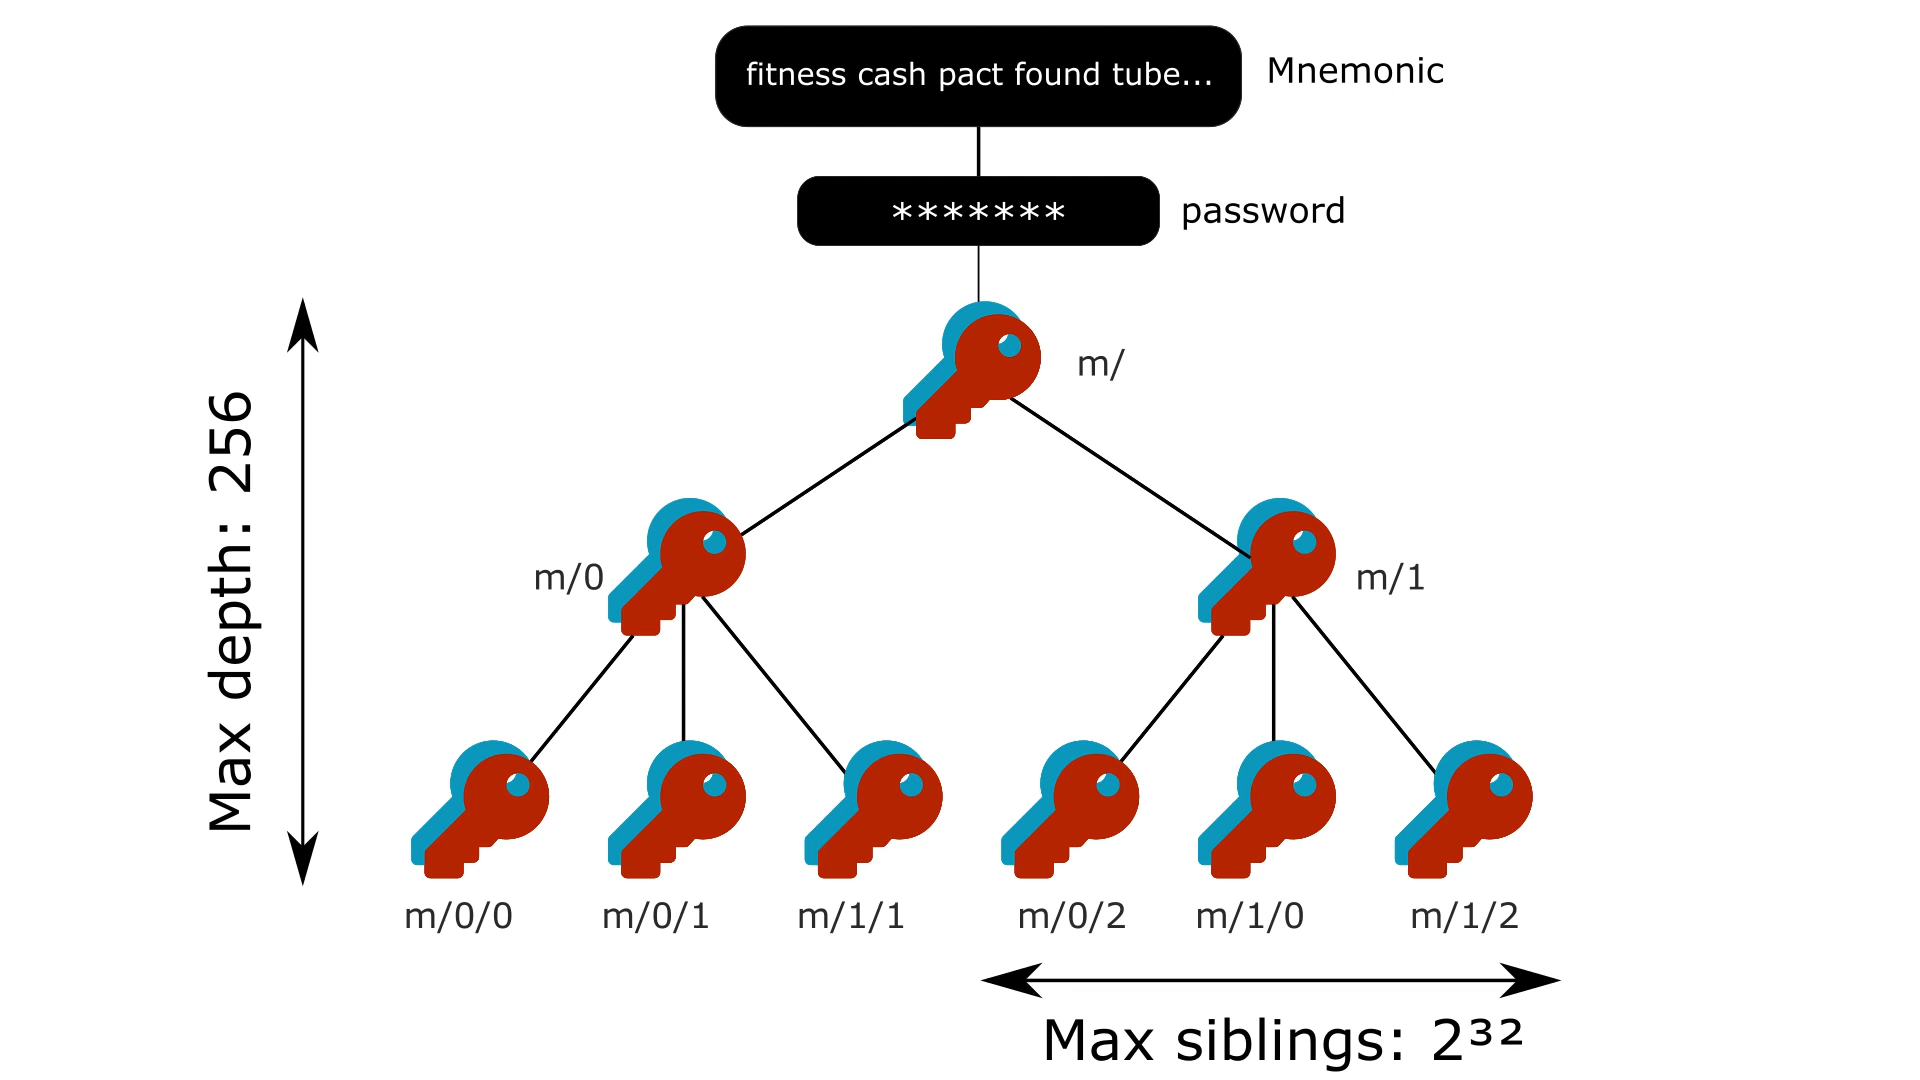 fitness cash pact found tube...
Mnemonic
*******
password
m/
Max depth: 256
m/0
m/1
m/0/0
m/0/1
m/1/1
m/0/2
m/1/0
m/1/2
Max siblings: 2³²